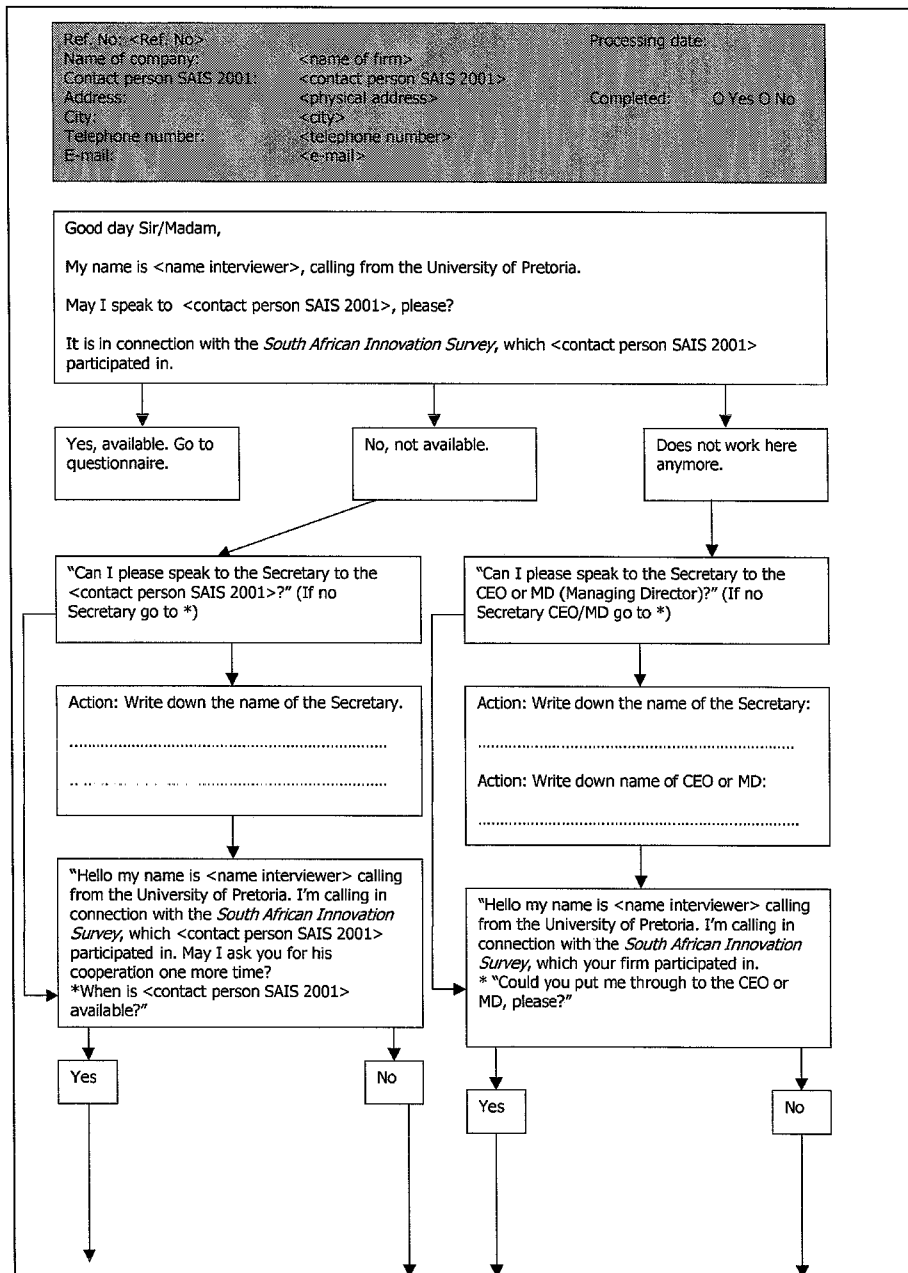 Ref. No: <Ref. No> Processing date:
Name of company: <name of firm>
Contact person SAIS 2001: <contact person SAIS 2001>
Address: <physical address> Completed: O Yes O No
City: <city>
Telephone number: <telephone number>
E-mail: <e-mail>
Good day Sir/Madam,
My name is <name interviewer>, calling from the University of Pretoria.
May I speak to <contact person SAIS 2001>, please?
It is in connection with the South African Innovation Survey, which <contact person SAIS 2001>
participated in.
Yes, available. Go to
questionnaire.
No, not available.
Does not work here
anymore.
"Can I please speak to the Secretary to the
<contact person SAIS 2001>?" (If no
Secretary go to *)
"Can I please speak to the Secretary to the
CEO or MD (Managing Director)?" (If no
Secretary CEO/MD go to *)
Action: Write down the name of the Secretary.
Action: Write down the name of the Secretary:
Action: Write down name of CEO or MD:
"Hello my name is <name interviewer> calling
from the University of Pretoria. I'm calling in
connection with the South African Innovation
Survey, which <contact person SAIS 2001>
participated in. May I ask you for his
cooperation one more time?
*When is <contact person SAIS 2001>
available?"
"Hello my name is <name interviewer> calling
from the University of Pretoria. I'm calling in
connection with the South African Innovation
Survey, which your firm participated in.
* "Could you put me through to the CEO or
MD, please?"
Yes
No
Yes
No